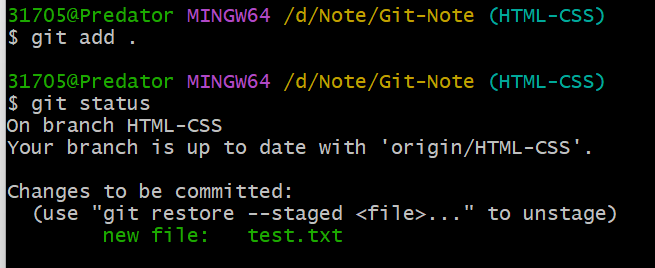 31705@Predator MINGW64 /d/Note/Git-Note (HTML-CSS)
$ git add .
31705@Predator MINGW64 /d/Note/Git-Note (HTML-CSS)
$ git status
On branch HTML-CSS
Your branch is up to date with 'origin/HTML-CSS'.
Changes to be committed:
  (use "git restore --staged <file>..." to unstage)
        new file:   test.txt